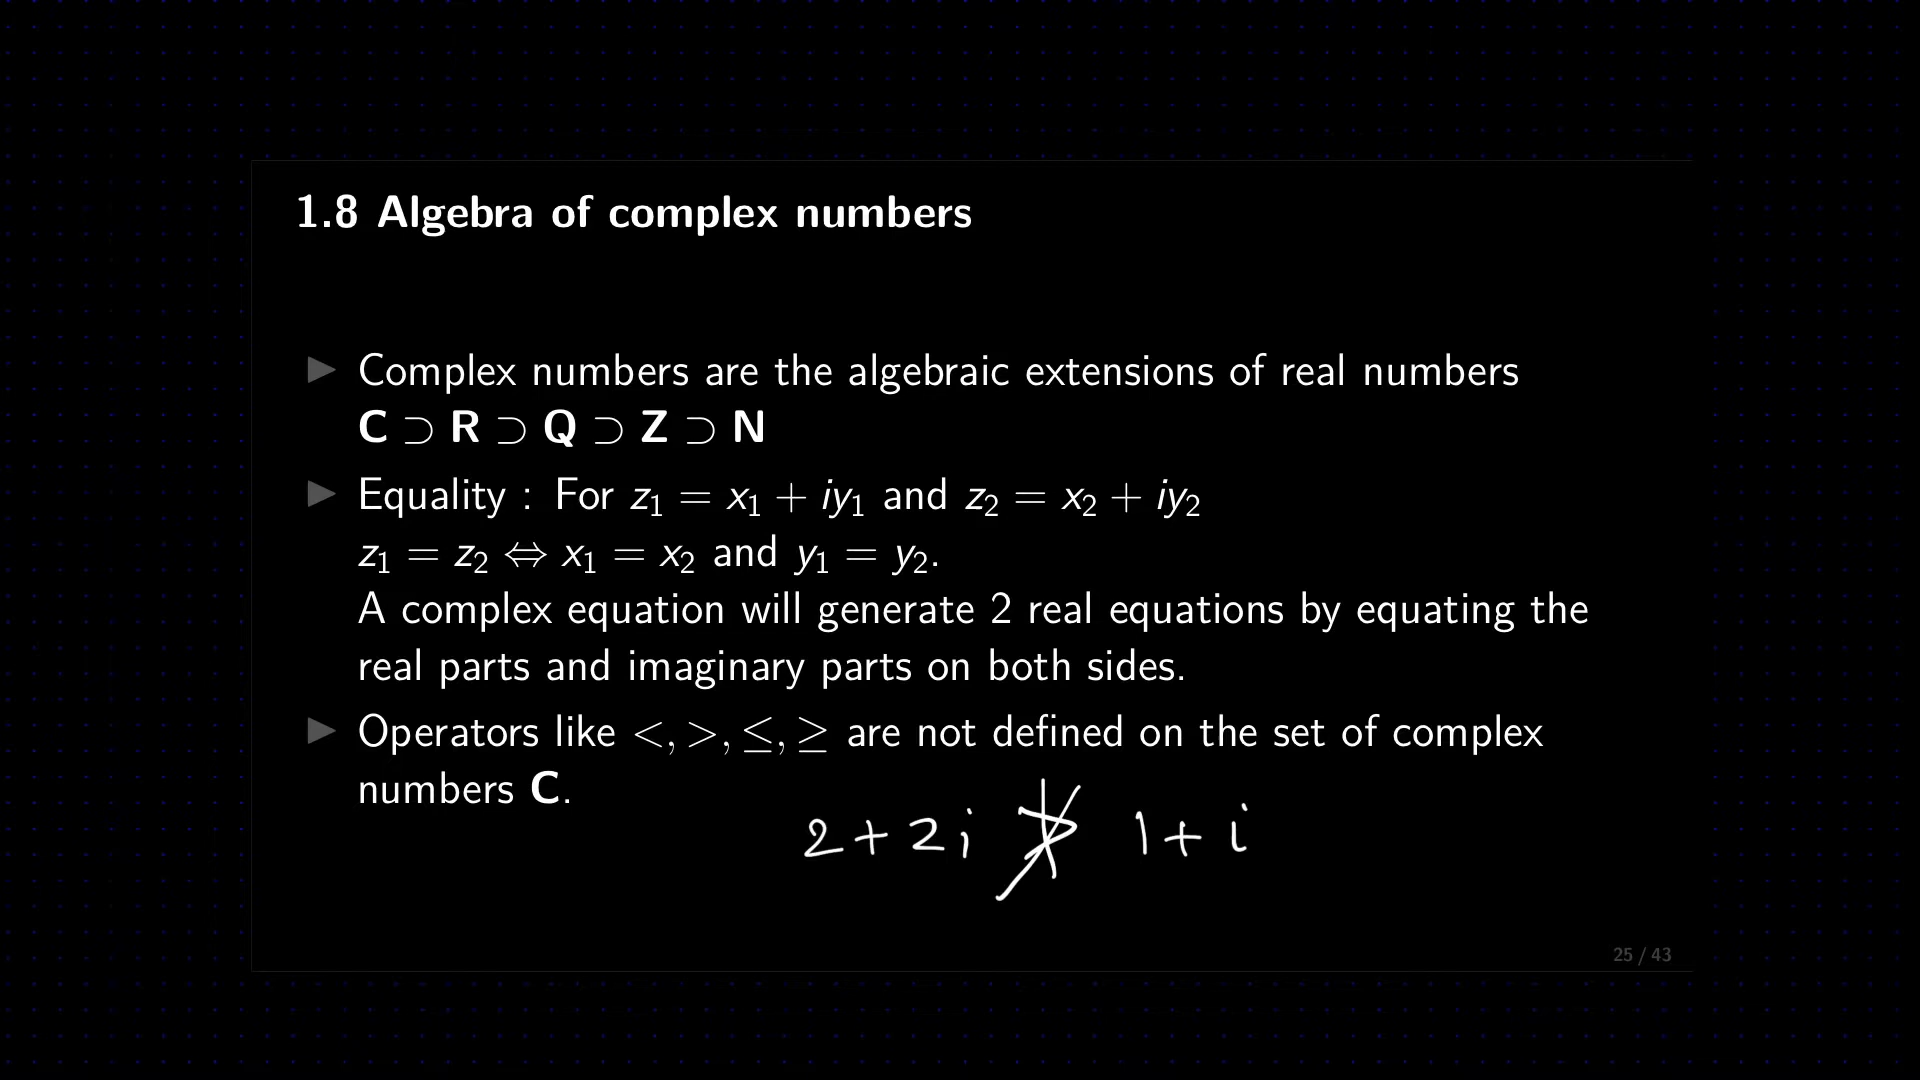 1.8 Algebra of complex numbers
▶ Complex numbers are the algebraic extensions of real numbers
C ⊃ R ⊃ Q ⊃ Z ⊃ N
▶ Equality : For z₁ = x₁ + iy₁ and z₂ = x₂ + iy₂
z₁ = z₂ ⇔ x₁ = x₂ and y₁ = y₂.
A complex equation will generate 2 real equations by equating the
real parts and imaginary parts on both sides.
▶ Operators like <, >, ≤, ≥ are not defined on the set of complex
numbers C.
2 + 2i ≯ 1 + i
25 / 43